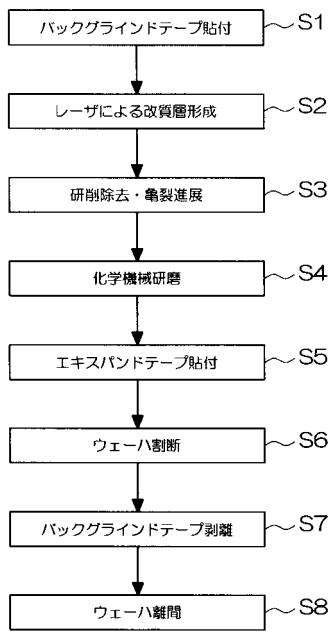 バックグラインドテープ貼付 S1
レーザによる改質層形成 S2
研削除去・亀裂進展 S3
化学機械研磨 S4
エキスパンドテープ貼付 S5
ウェーハ割断 S6
バックグラインドテープ剥離 S7
ウェーハ離間 S8